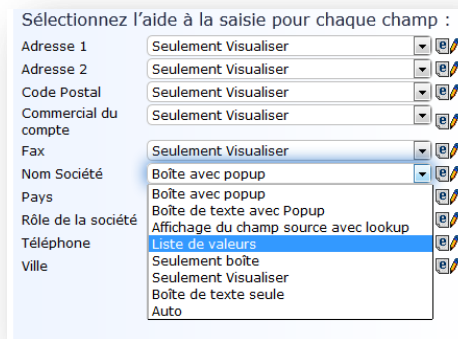 Sélectionnez l'aide à la saisie pour chaque champ :
Adresse 1 Seulement Visualiser
Adresse 2 Seulement Visualiser
Code Postal Seulement Visualiser
Commercial du compte Seulement Visualiser
Fax Seulement Visualiser
Nom Société Boîte avec popup
Pays
Rôle de la société
Téléphone
Ville
Boîte avec popup
Boîte de texte avec Popup
Affichage du champ source avec lookup
Liste de valeurs
Seulement boîte
Seulement Visualiser
Boîte de texte seule
Auto